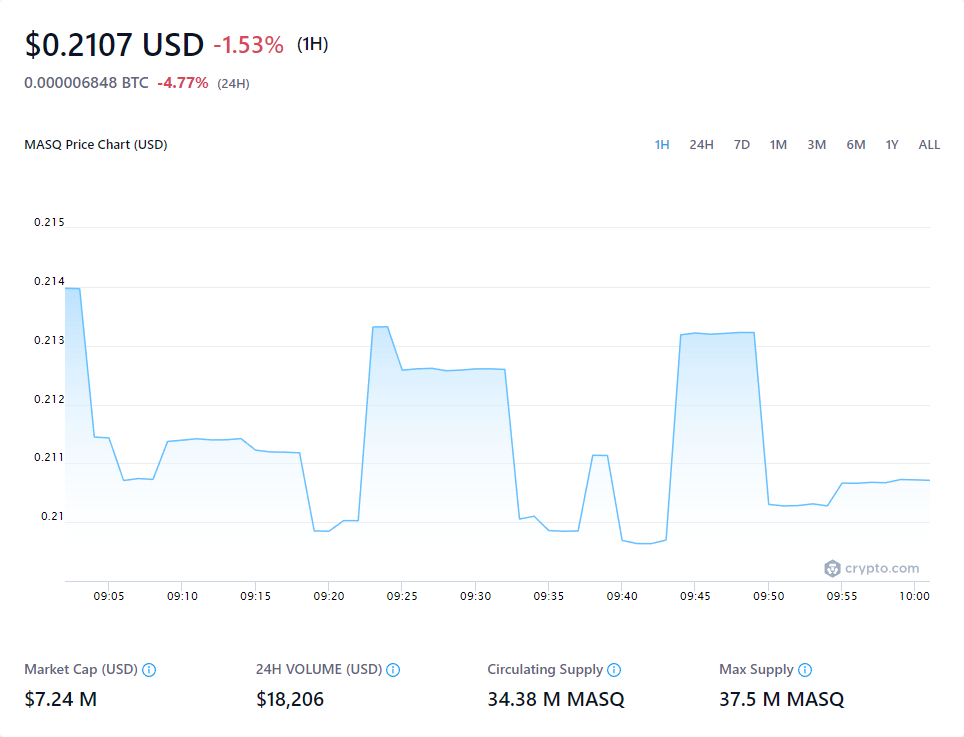 $0.2107 USD -1.53% (1H)
0.000006848 BTC -4.77% (24H)
MASQ Price Chart (USD) 1H 24H 7D 1M 3M 6M 1Y ALL
0.215
0.214
0.213
0.212
0.211
0.21
crypto.com
09:05 09:10 09:15 09:20 09:25 09:30 09:35 09:40 09:45 09:50 09:55 10:00
Market Cap (USD) 24H VOLUME (USD) Circulating Supply Max Supply
$7.24 M $18,206 34.38 M MASQ 37.5 M MASQ